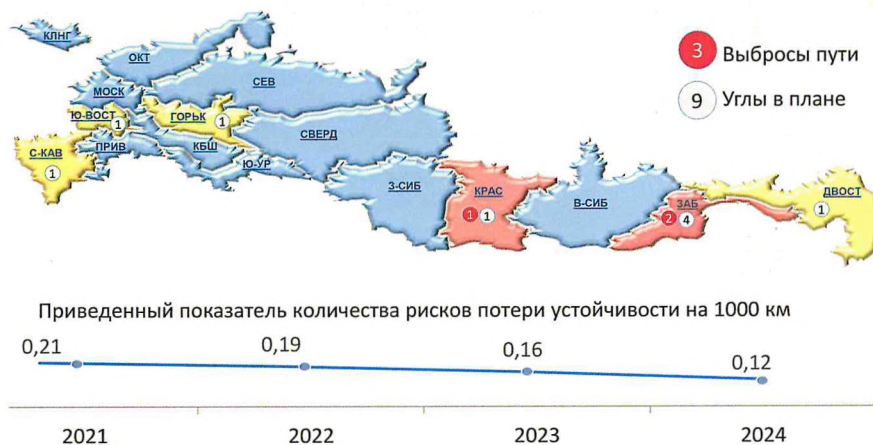 КЛНГ
ОКТ
СЕВ
МОСК
Ю-ВОСТ
1
ГОРЬК
1
С-КАВ
1
ПРИВ
КБШ
СВЕРД
Ю-УР
З-СИБ
КРАС
1
1
В-СИБ
ЗАБ
2
4
ДВОСТ
1
3 Выбросы пути
9 Углы в плане
Приведенный показатель количества рисков потери устойчивости на 1000 км
0,21
0,19
0,16
0,12
2021
2022
2023
2024